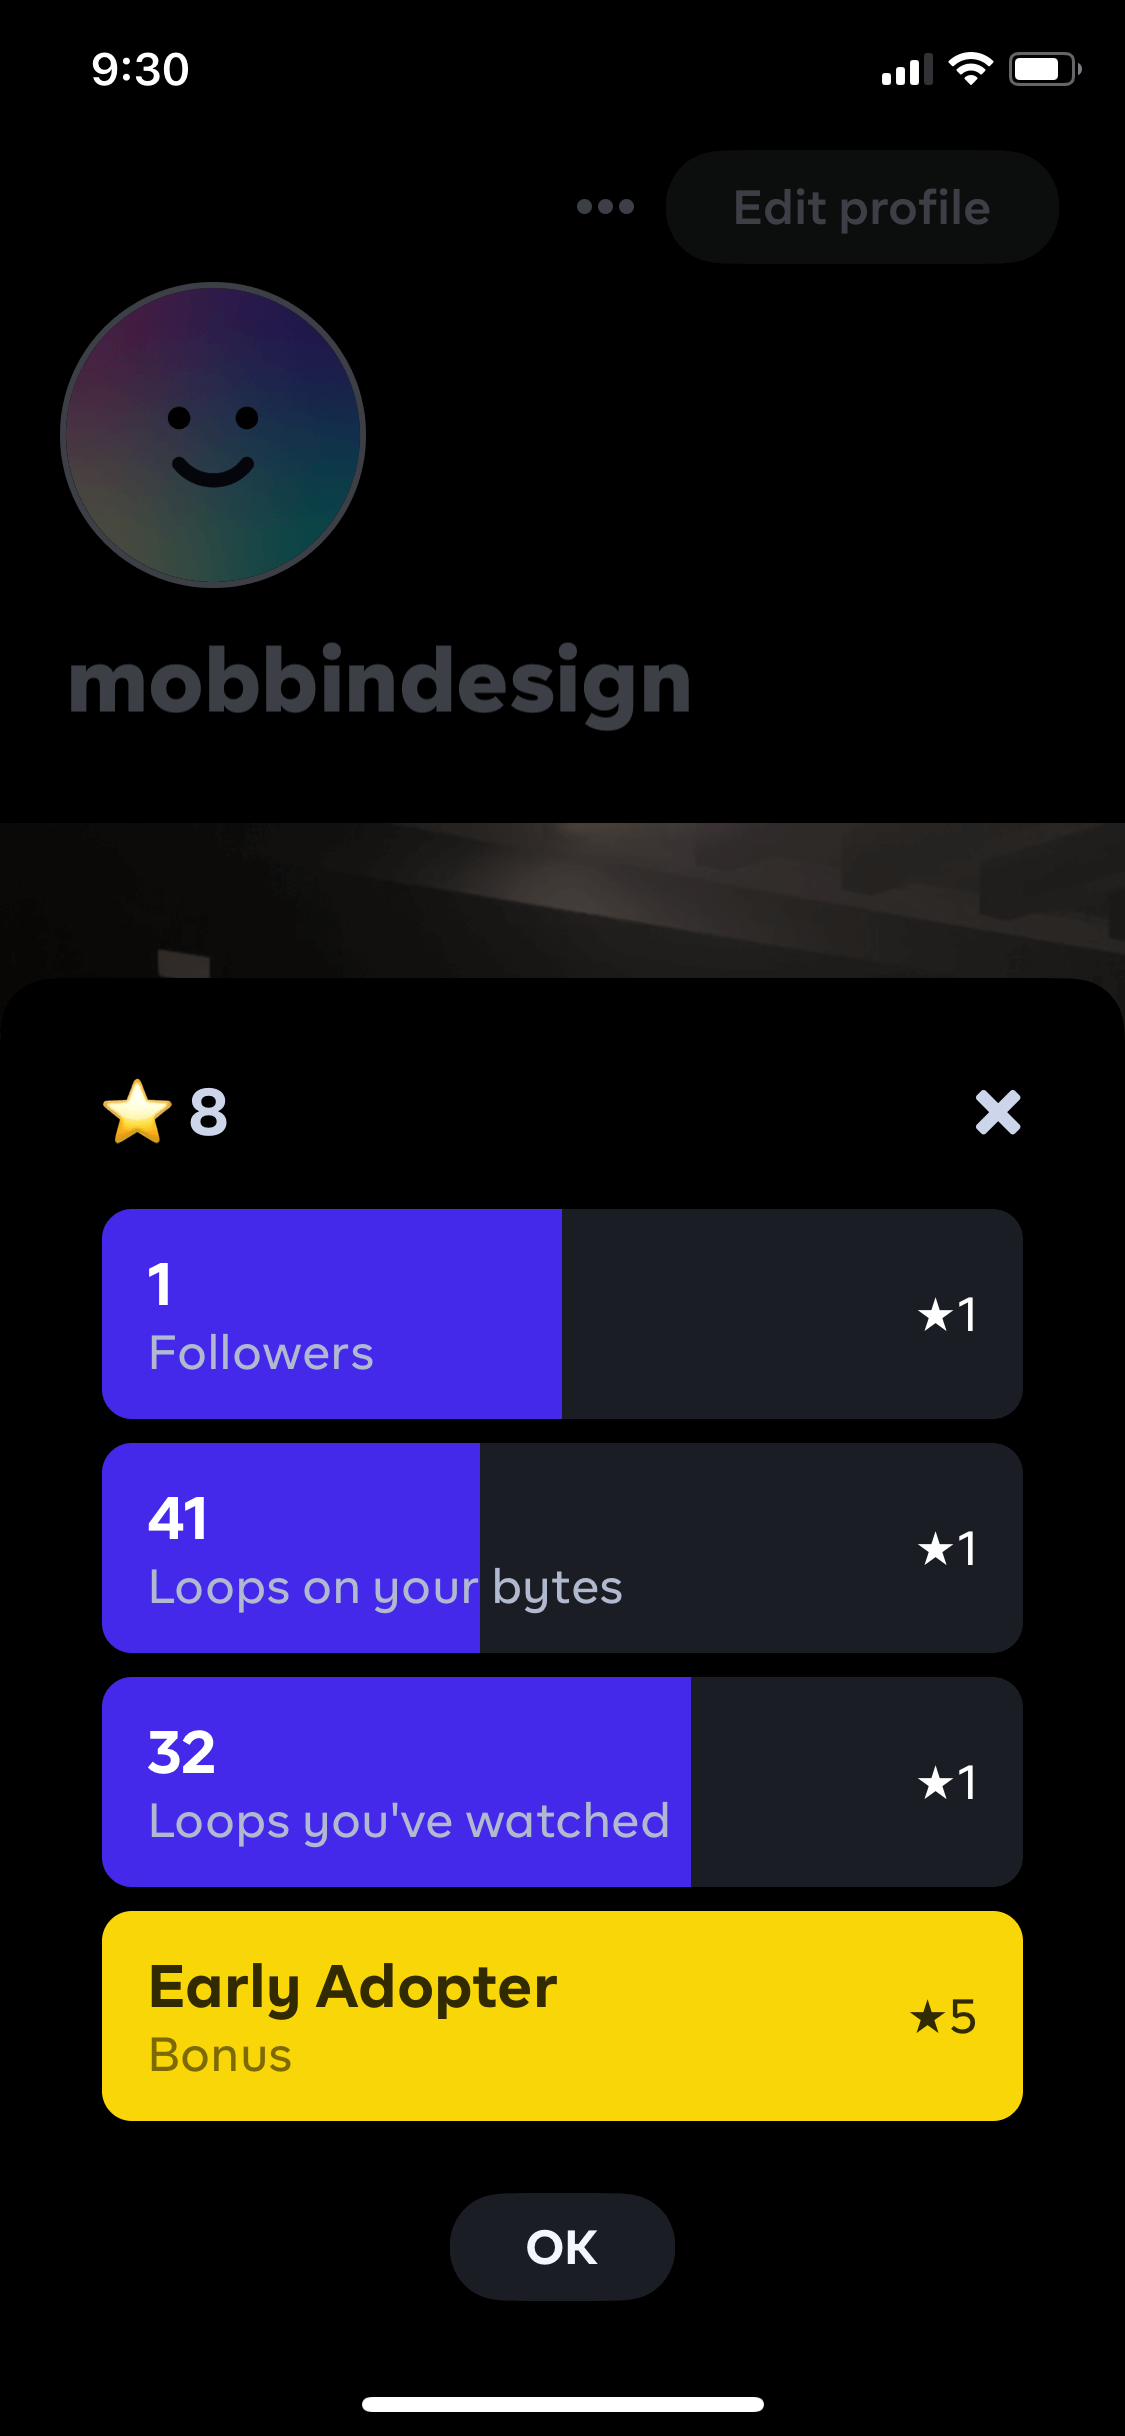 9:30
Edit profile
mobbindesign
8
1
Followers
★1
41
Loops on your bytes
★1
32
Loops you've watched
★1
Early Adopter
Bonus
★5
OK